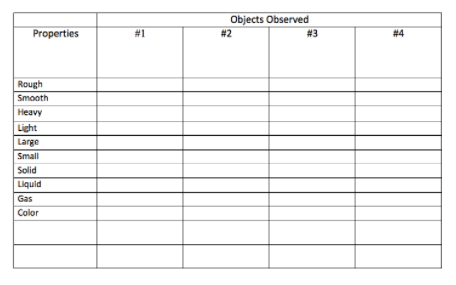 Objects Observed
Properties #1 #2 #3 #4
Rough
Smooth
Heavy
Light
Large
Small
Solid
Liquid
Gas
Color